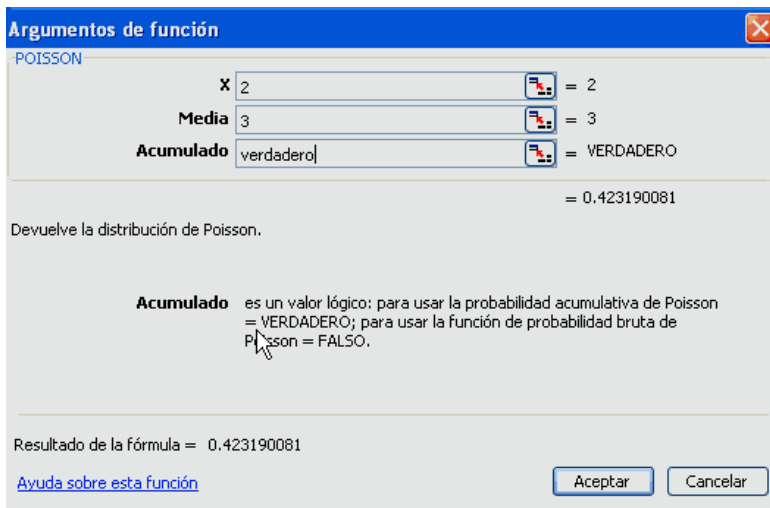 Argumentos de función
POISSON
X 2 = 2
Media 3 = 3
Acumulado verdadero = VERDADERO
= 0.423190081
Devuelve la distribución de Poisson.
Acumulado es un valor lógico: para usar la probabilidad acumulativa de Poisson
= VERDADERO; para usar la función de probabilidad bruta de
Poisson = FALSO.
Resultado de la fórmula = 0.423190081
Ayuda sobre esta función Aceptar Cancelar